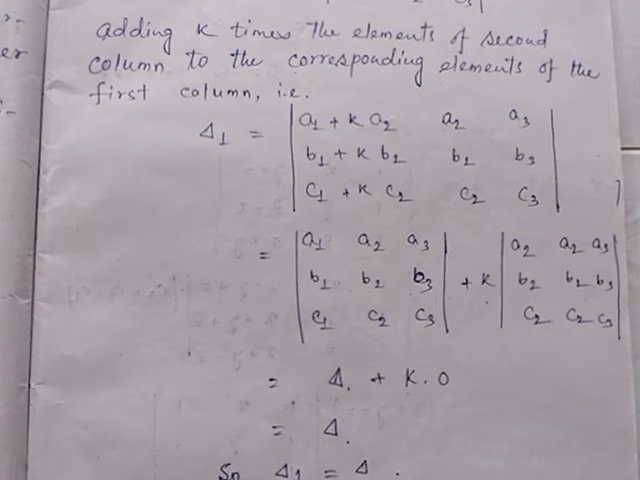 adding K times the elements of second
column to the corresponding elements of the
first column, i.e.
Δ1 = | a1 + K a2 a2 a3 |
| b1 + K b2 b2 b3 |
| c1 + K c2 c2 c3 |
= | a1 a2 a3 | + K | a2 a2 a3 |
| b1 b2 b3 | | b2 b2 b3 |
| c1 c2 c3 | | c2 c2 c3 |
= Δ. + K.0
= Δ.
So Δ1 = Δ.